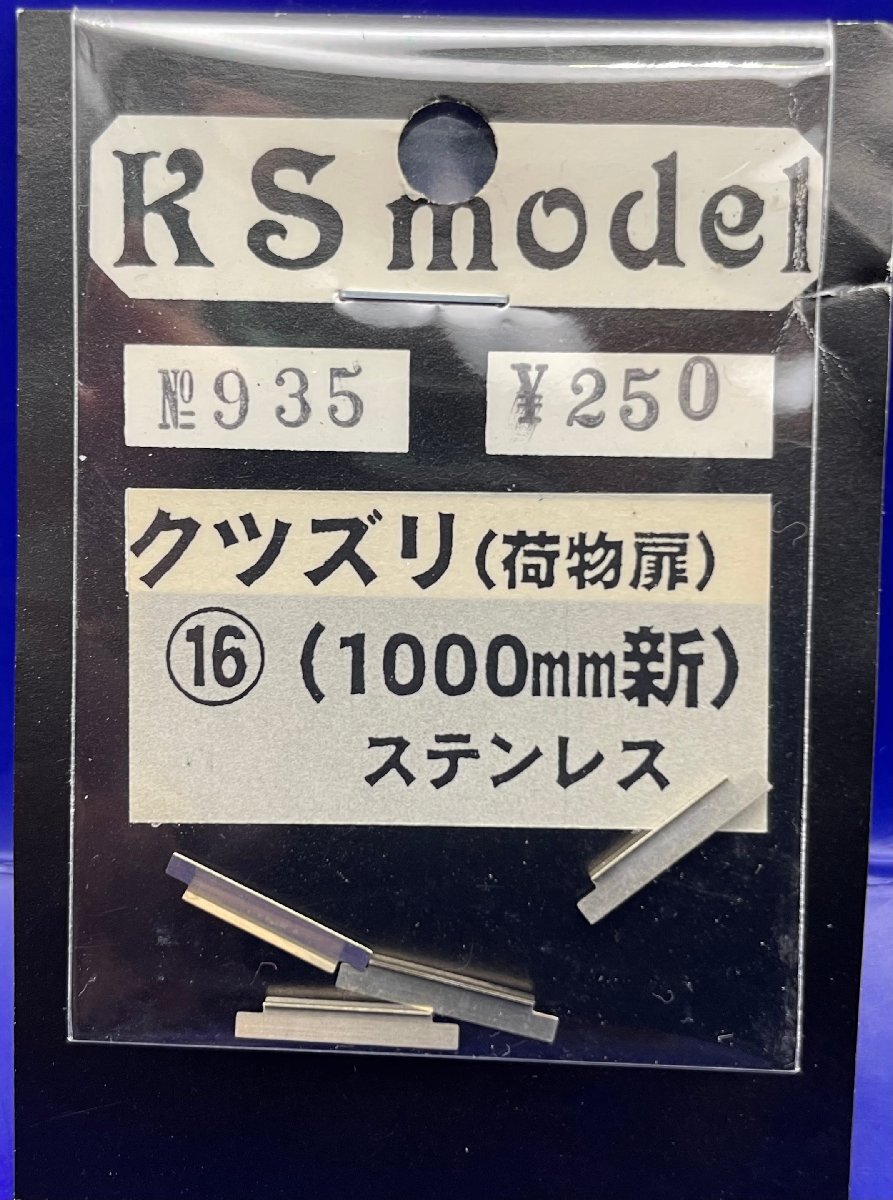 KS model
№935 ¥250
クツズリ(荷物扉)
⑯ (1000mm新)
ステンレス